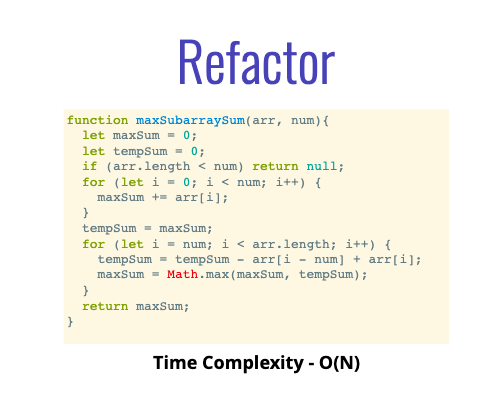 Refactor
function maxSubarraySum(arr, num){
  let maxSum = 0;
  let tempSum = 0;
  if (arr.length < num) return null;
  for (let i = 0; i < num; i++) {
    maxSum += arr[i];
  }
  tempSum = maxSum;
  for (let i = num; i < arr.length; i++) {
    tempSum = tempSum - arr[i - num] + arr[i];
    maxSum = Math.max(maxSum, tempSum);
  }
  return maxSum;
}
Time Complexity - O(N)